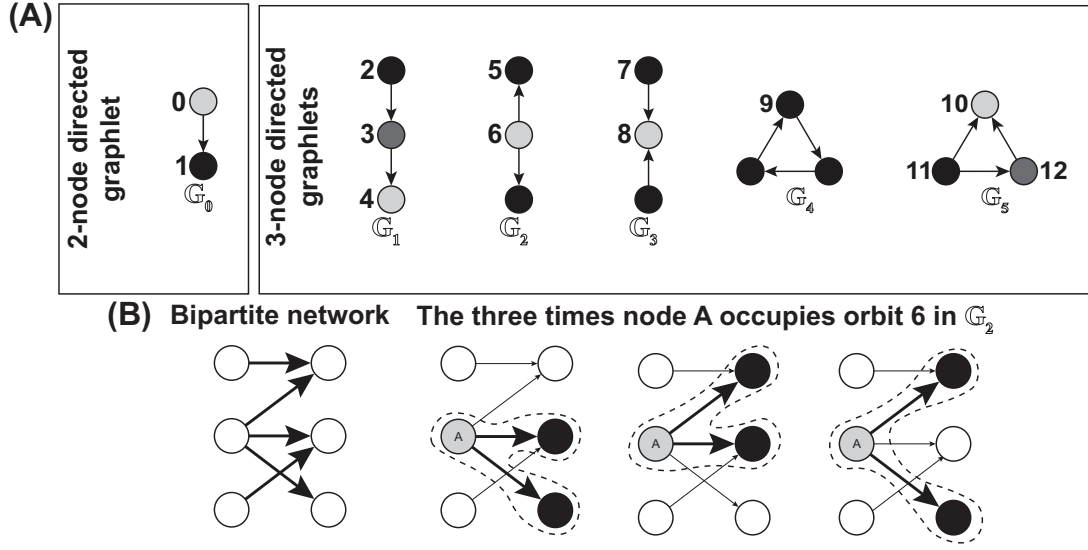 (A)
2-node directed
graphlet
0
1
𝔾₀
3-node directed
graphlets
2
3
4
𝔾₁
5
6
𝔾₂
7
8
𝔾₃
9
𝔾₄
10
11
12
𝔾₅
(B) Bipartite network
The three times node A occupies orbit 6 in 𝔾₂
A
A
A